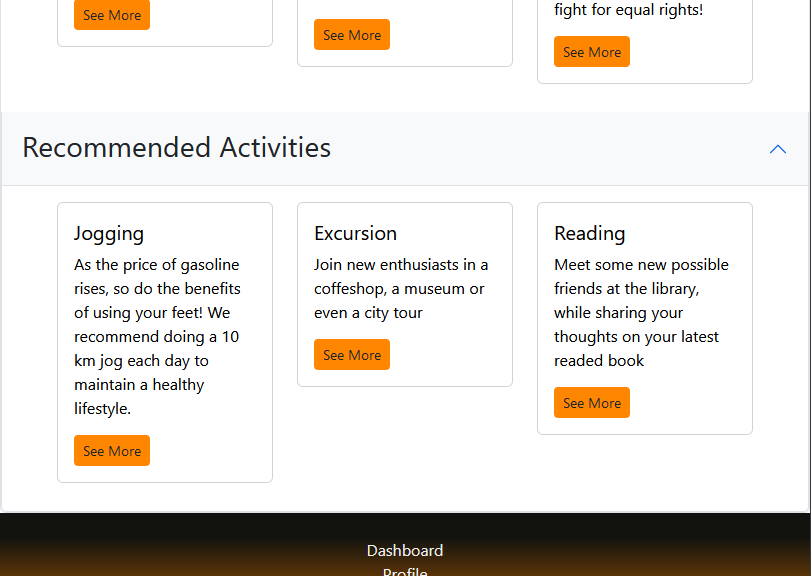 See More
See More
fight for equal rights!
See More
Recommended Activities
Jogging
As the price of gasoline
rises, so do the benefits
of using your feet! We
recommend doing a 10
km jog each day to
maintain a healthy
lifestyle.
See More
Excursion
Join new enthusiasts in a
coffeshop, a museum or
even a city tour
See More
Reading
Meet some new possible
friends at the library,
while sharing your
thoughts on your latest
readed book
See More
Dashboard
Profile